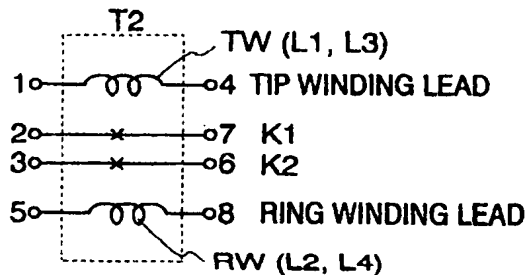 T2
TW (L1, L3)
1 4 TIP WINDING LEAD
2 7 K1
3 6 K2
5 8 RING WINDING LEAD
RW (L2, L4)